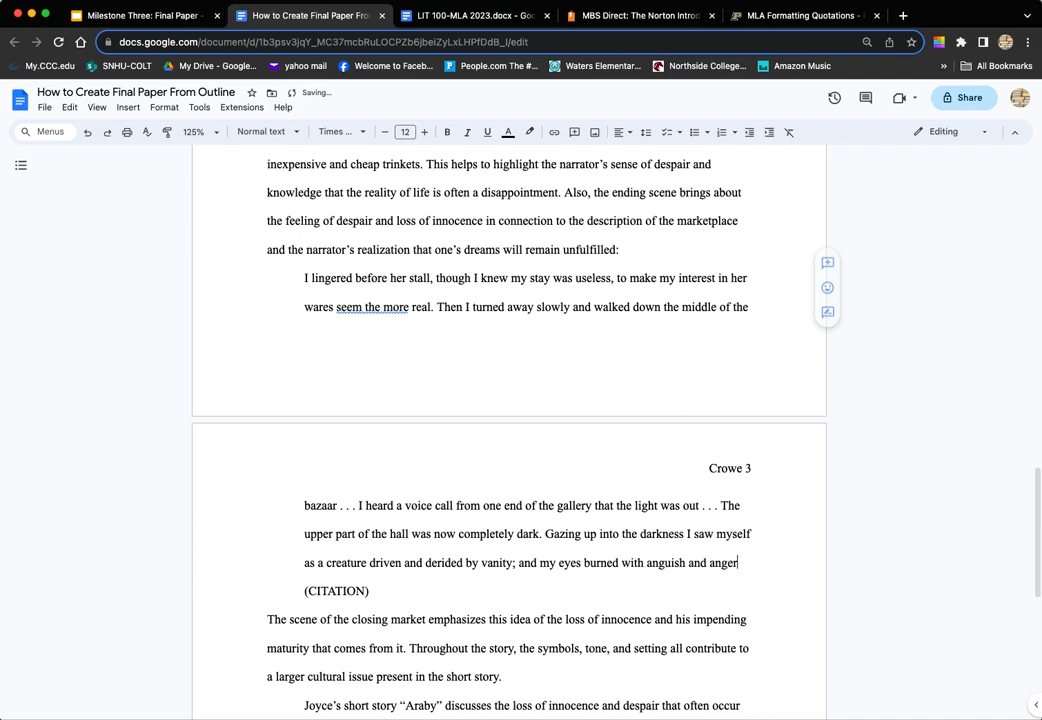 Milestone Three: Final Paper -
How to Create Final Paper Fro
LIT 100-MLA 2023.docx - Goo
MBS Direct: The Norton Introd
MLA Formatting Quotations -
docs.google.com/document/d/1b3psv3jqY_MC37mcbRuLOCPZb6jbeiZyLxLHPfDdB_I/edit
My.CCC.edu
SNHU-COLT
My Drive - Google...
yahoo mail
Welcome to Faceb...
People.com The #...
Waters Elementar...
Northside College...
Amazon Music
»
All Bookmarks
How to Create Final Paper From Outline
Saving...
File Edit View Insert Format Tools Extensions Help
Share
Menus
125%
Normal text
Times ...
12
B I U A
Editing
inexpensive and cheap trinkets. This helps to highlight the narrator's sense of despair and
knowledge that the reality of life is often a disappointment. Also, the ending scene brings about
the feeling of despair and loss of innocence in connection to the description of the marketplace
and the narrator's realization that one's dreams will remain unfulfilled:
I lingered before her stall, though I knew my stay was useless, to make my interest in her
wares seem the more real. Then I turned away slowly and walked down the middle of the
Crowe 3
bazaar . . . I heard a voice call from one end of the gallery that the light was out . . . The
upper part of the hall was now completely dark. Gazing up into the darkness I saw myself
as a creature driven and derided by vanity; and my eyes burned with anguish and anger
(CITATION)
The scene of the closing market emphasizes this idea of the loss of innocence and his impending
maturity that comes from it. Throughout the story, the symbols, tone, and setting all contribute to
a larger cultural issue present in the short story.
Joyce's short story “Araby” discusses the loss of innocence and despair that often occur